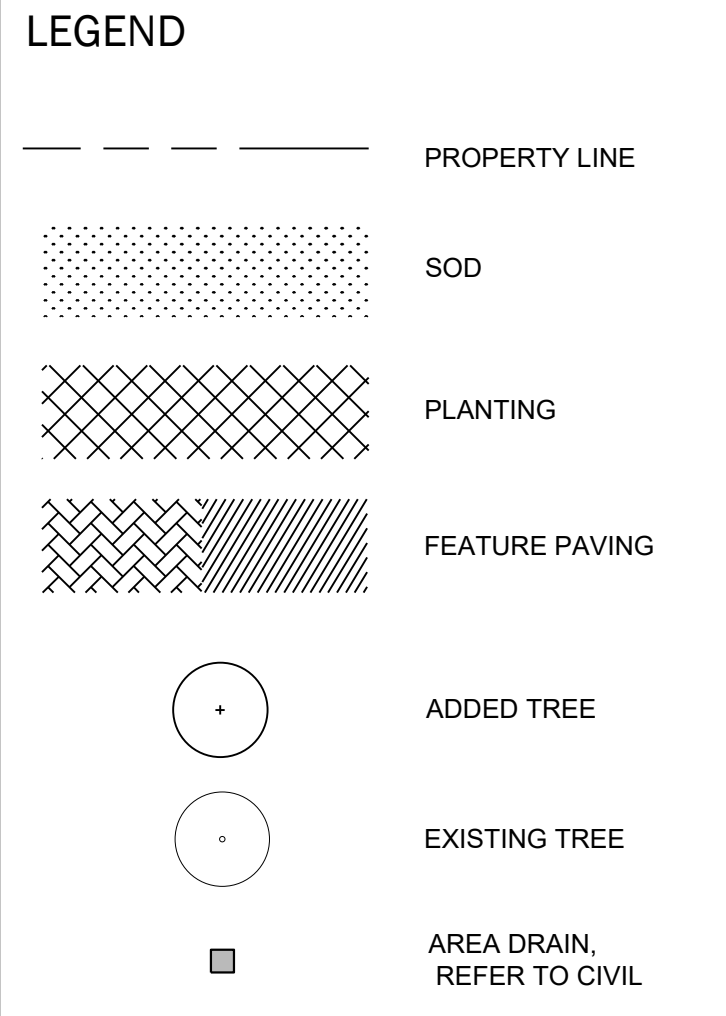 LEGEND
PROPERTY LINE
SOD
PLANTING
FEATURE PAVING
ADDED TREE
EXISTING TREE
AREA DRAIN,
REFER TO CIVIL